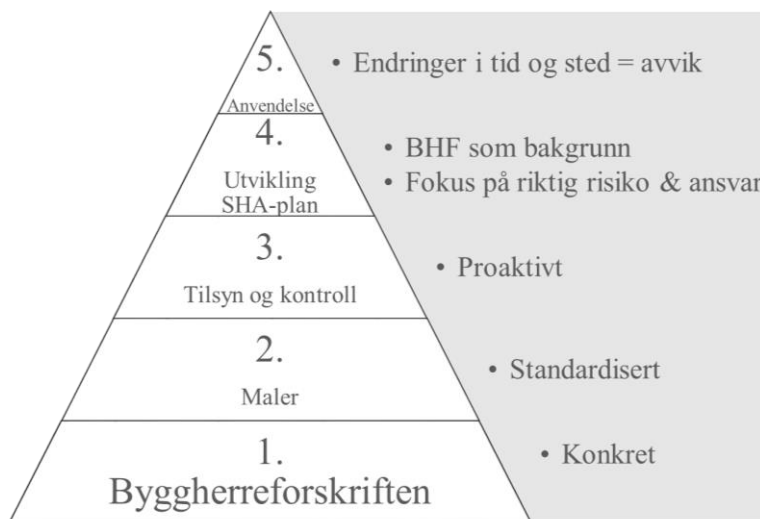 5.
Anvendelse
• Endringer i tid og sted = avvik
4.
Utvikling
SHA-plan
• BHF som bakgrunn
• Fokus på riktig risiko & ansvar
3.
Tilsyn og kontroll
• Proaktivt
2.
Maler
• Standardisert
1.
Byggherreforskriften
• Konkret